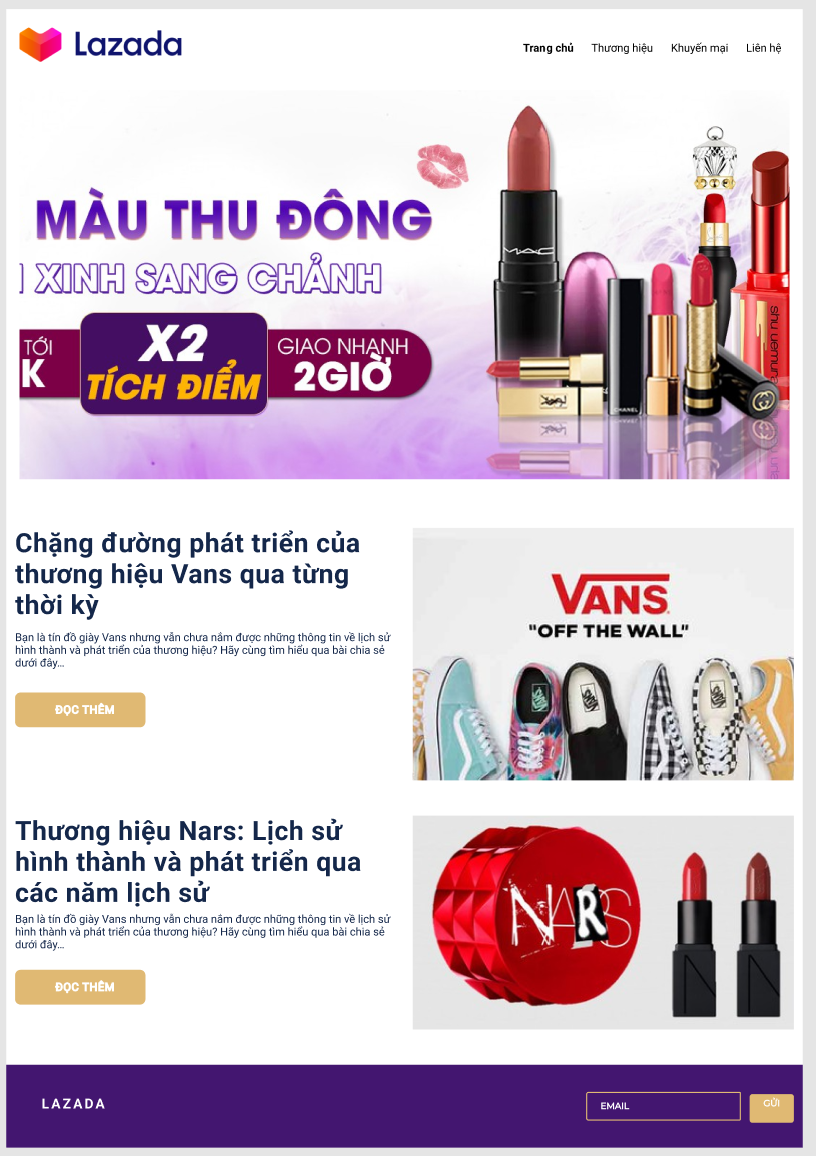 Lazada
Trang chủ Thương hiệu Khuyến mại Liên hệ
MÀU THU ĐÔNG
XINH SANG CHẢNH
TỚI
K
X2
TÍCH ĐIỂM
GIAO NHANH
2GIỜ
MAC
CHANEL
shu uemura
Chặng đường phát triển của
thương hiệu Vans qua từng
thời kỳ
Bạn là tín đồ giày Vans nhưng vẫn chưa nắm được những thông tin về lịch sử
hình thành và phát triển của thương hiệu? Hãy cùng tìm hiểu qua bài chia sẻ
dưới đây...
ĐỌC THÊM
VANS
"OFF THE WALL"
Thương hiệu Nars: Lịch sử
hình thành và phát triển qua
các năm lịch sử
Bạn là tín đồ giày Vans nhưng vẫn chưa nắm được những thông tin về lịch sử
hình thành và phát triển của thương hiệu? Hãy cùng tìm hiểu qua bài chia sẻ
dưới đây...
ĐỌC THÊM
NARS
LAZADA
EMAIL
GỬI